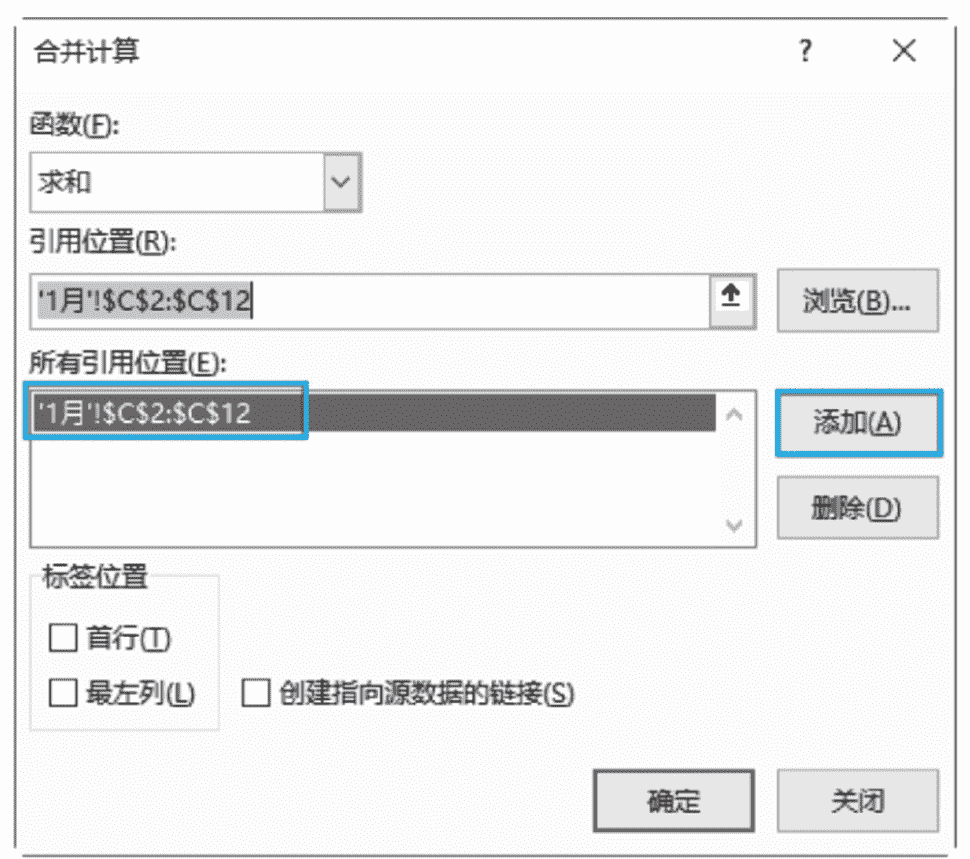 合并计算 ?
函数(F):
求和
引用位置(R):
'1月'!$C$2:$C$12
浏览(B)...
所有引用位置(E):
'1月'!$C$2:$C$12
添加(A)
删除(D)
标签位置
首行(T)
最左列(L) 创建指向源数据的链接(S)
确定 关闭